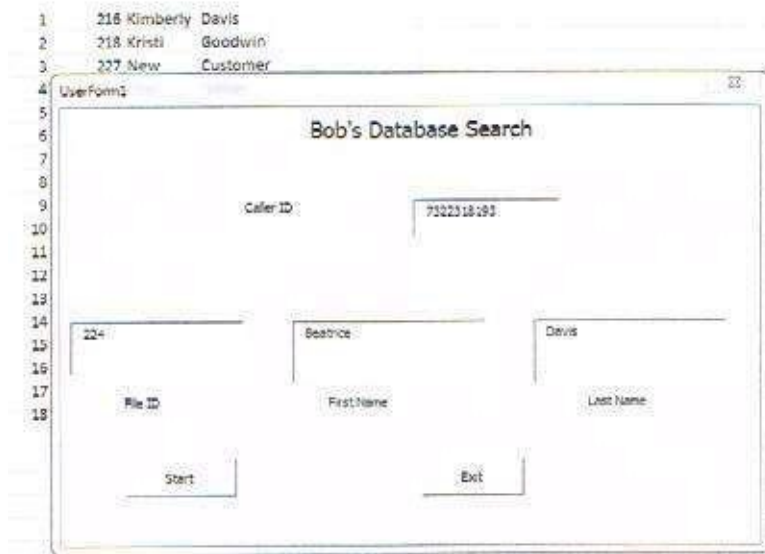 1 216 Kimberly Davis
2 218 Kristi Goodwin
3 227 New Customer
4
UserForm1
5
6
Bob's Database Search
7
8
9
Caller ID 7322318193
10
11
12
13
14
224 Beatrice Davis
15
16
17
File ID First Name Last Name
18
Start Exit